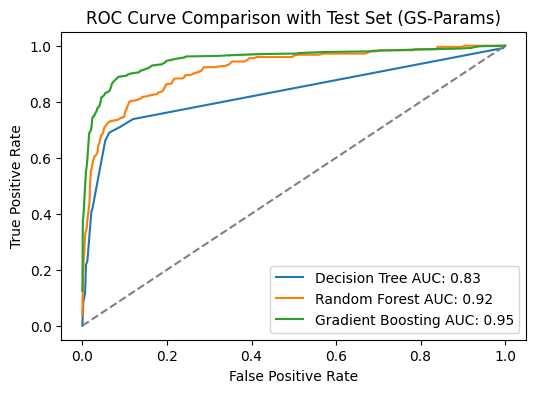 ROC Curve Comparison with Test Set (GS-Params)
1.0
0.8
0.6
0.4
0.2
0.0
True Positive Rate
Decision Tree AUC: 0.83
Random Forest AUC: 0.92
Gradient Boosting AUC: 0.95
0.0 0.2 0.4 0.6 0.8 1.0
False Positive Rate